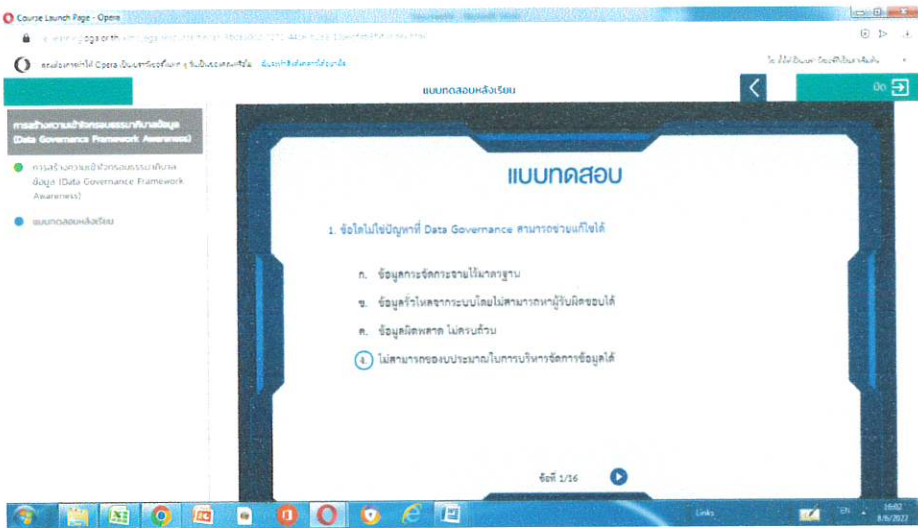 Course Launch Page - Opera
แบบทดสอบหลังเรียน
ปิด
การสร้างความเข้าใจกรอบธรรมาภิบาลข้อมูล
(Data Governance Framework Awareness)
การสร้างความเข้าใจกรอบธรรมาภิบาล
ข้อมูล (Data Governance Framework
Awareness)
แบบทดสอบหลังเรียน
แบบทดสอบ
1. ข้อใดไม่ใช่ปัญหาที่ Data Governance สามารถช่วยแก้ไขได้
ก. ข้อมูลกระจัดกระจายไร้มาตรฐาน
ข. ข้อมูลรั่วไหลจากระบบโดยไม่สามารถหาผู้รับผิดชอบได้
ค. ข้อมูลผิดพลาด ไม่ครบถ้วน
ง. ไม่สามารถของบประมาณในการบริหารจัดการข้อมูลได้
ข้อที่ 1/16
Links
EN
16:02
8/6/2022